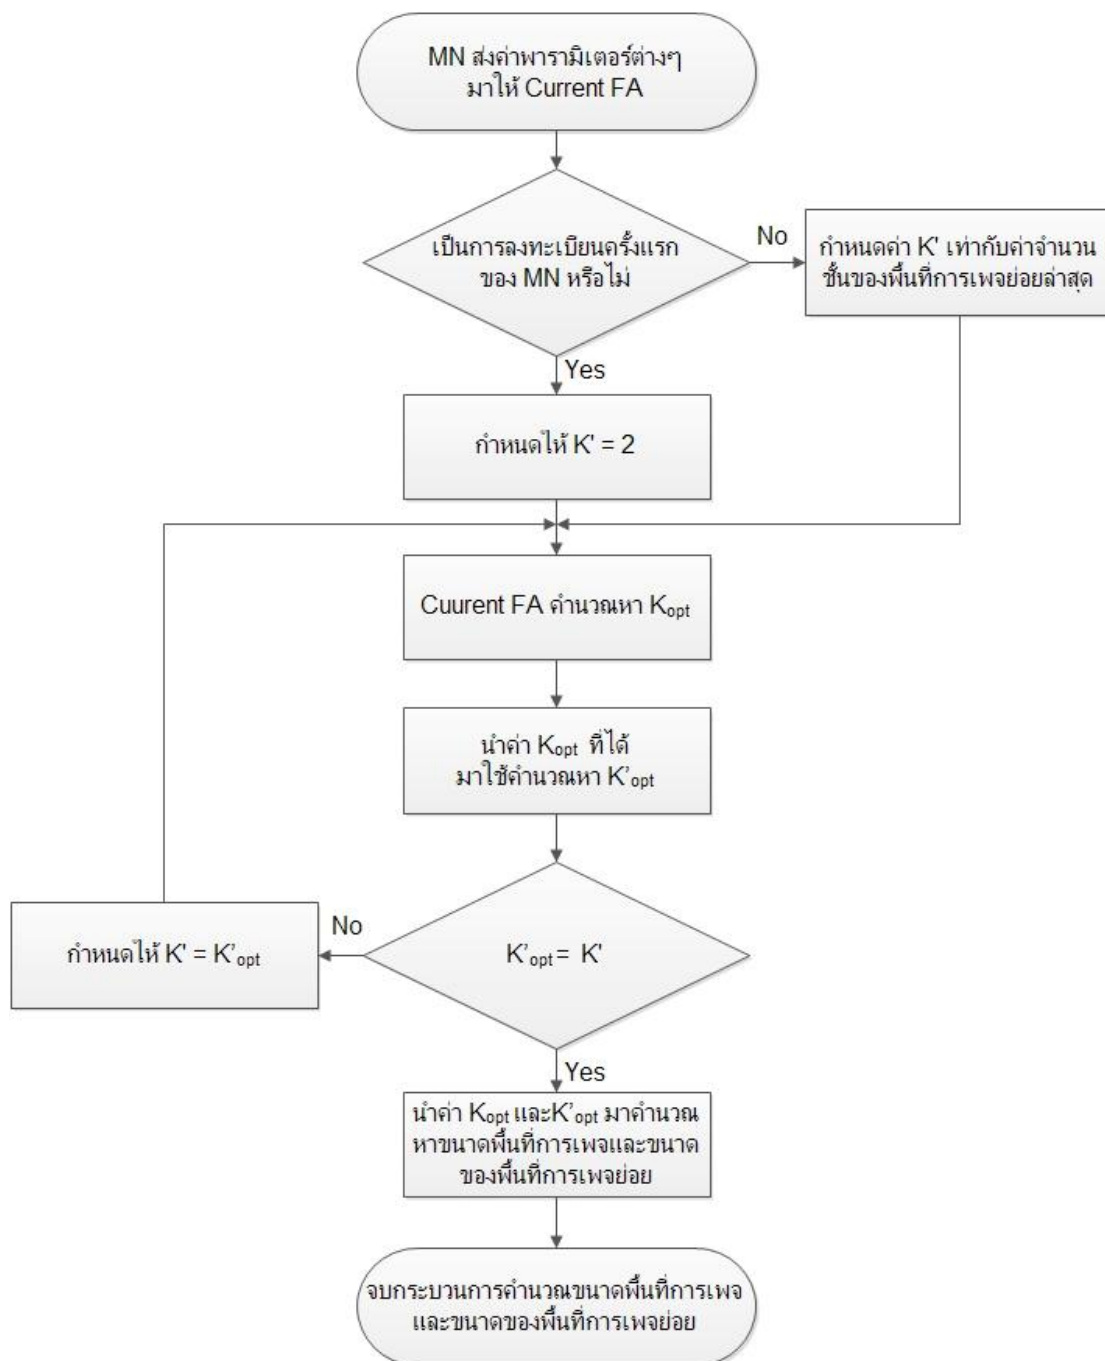 MN ส่งค่าพารามิเตอร์ต่างๆ
มาให้ Current FA
เป็นการลงทะเบียนครั้งแรก
ของ MN หรือไม่
No
กำหนดค่า K' เท่ากับค่าจำนวน
ชั้นของพื้นที่การเพจย่อยล่าสุด
Yes
กำหนดไห้ K' = 2
Cuurent FA คำนวณหา Kopt
นำค่า Kopt ที่ได้
มาใช้คำนวณหา K’opt
No
กำหนดไห้ K' = K’opt
K’opt = K'
Yes
นำค่า Kopt และK’opt มาคำนวณ
หาขนาดพื้นที่การเพจและขนาด
ของพื้นที่การเพจย่อย
จบกระบวนการคำนวณขนาดพื้นที่การเพจ
และขนาดของพื้นที่การเพจย่อย